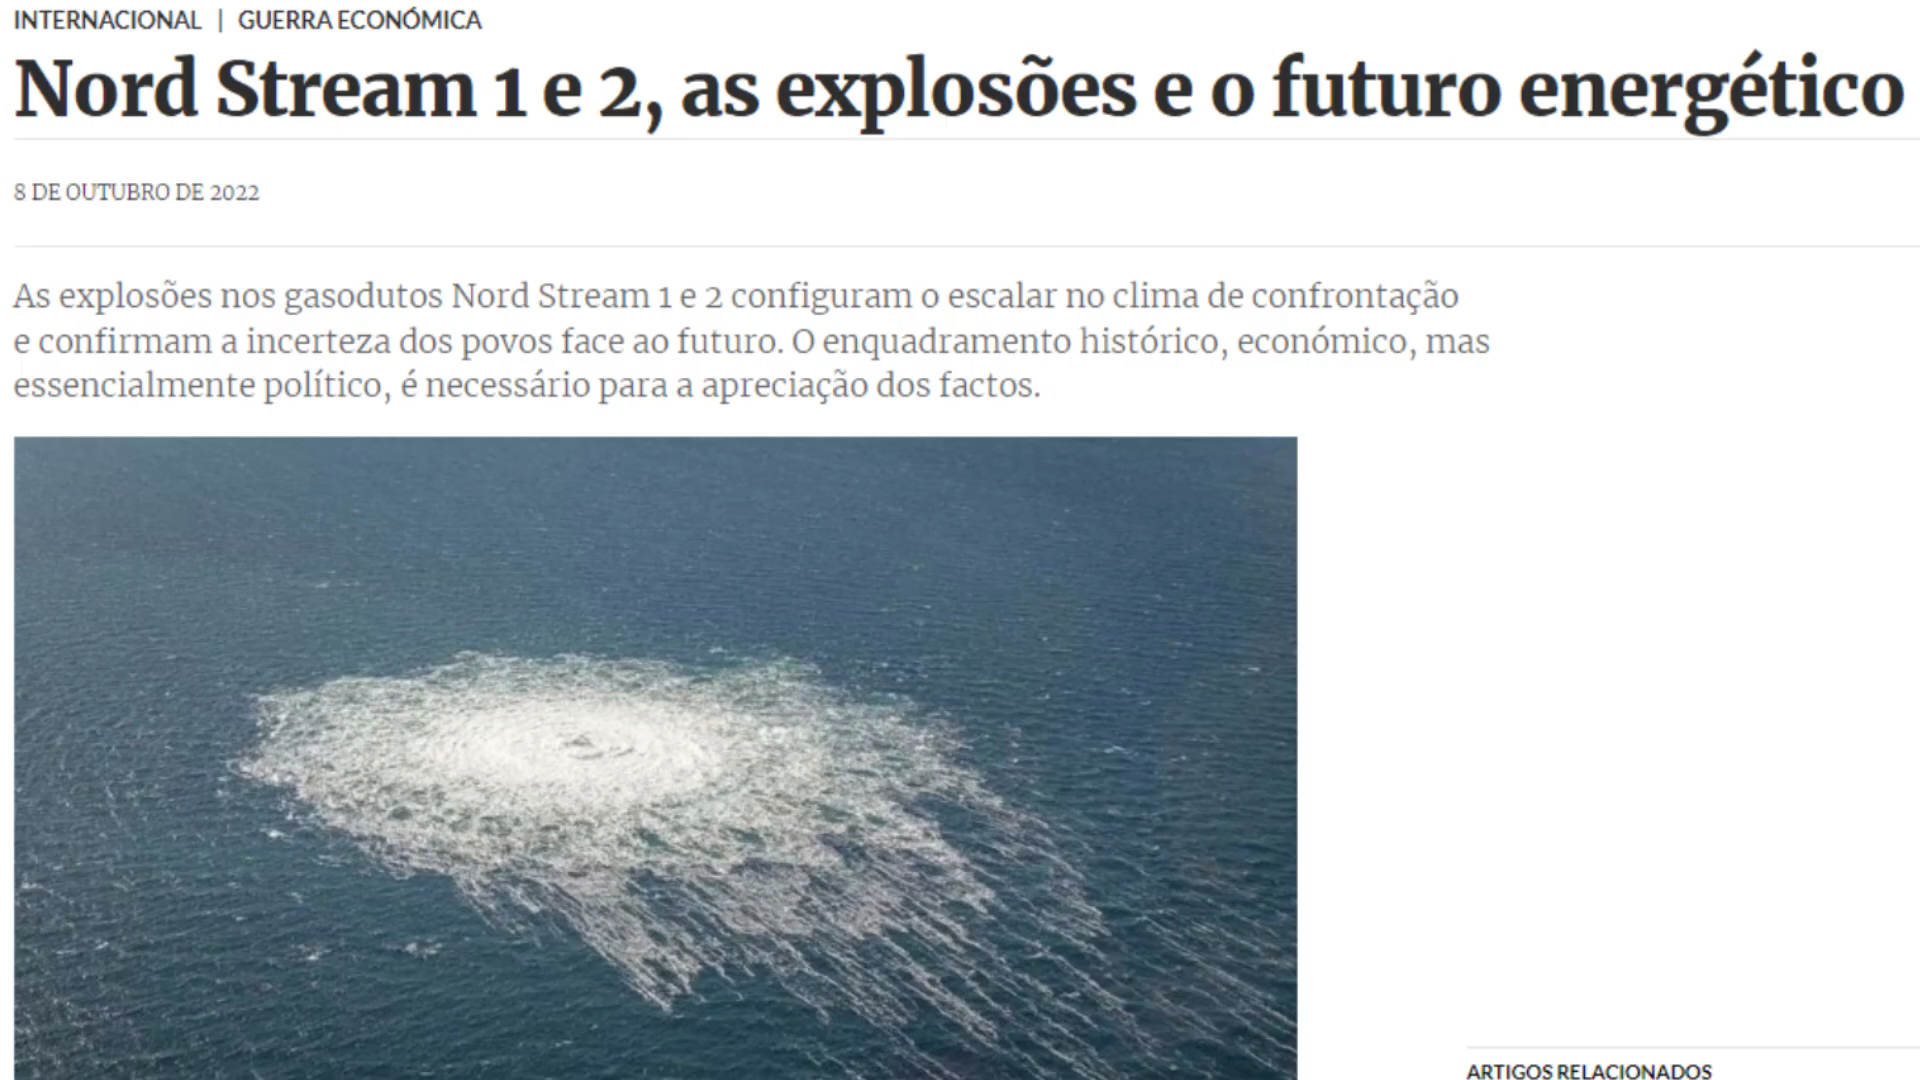 INTERNACIONAL | GUERRA ECONÓMICA
Nord Stream 1 e 2, as explosões e o futuro energético
8 DE OUTUBRO DE 2022
As explosões nos gasodutos Nord Stream 1 e 2 configuram o escalar no clima de confrontação
e confirmam a incerteza dos povos face ao futuro. O enquadramento histórico, económico, mas
essencialmente político, é necessário para a apreciação dos factos.
ARTIGOS RELACIONADOS